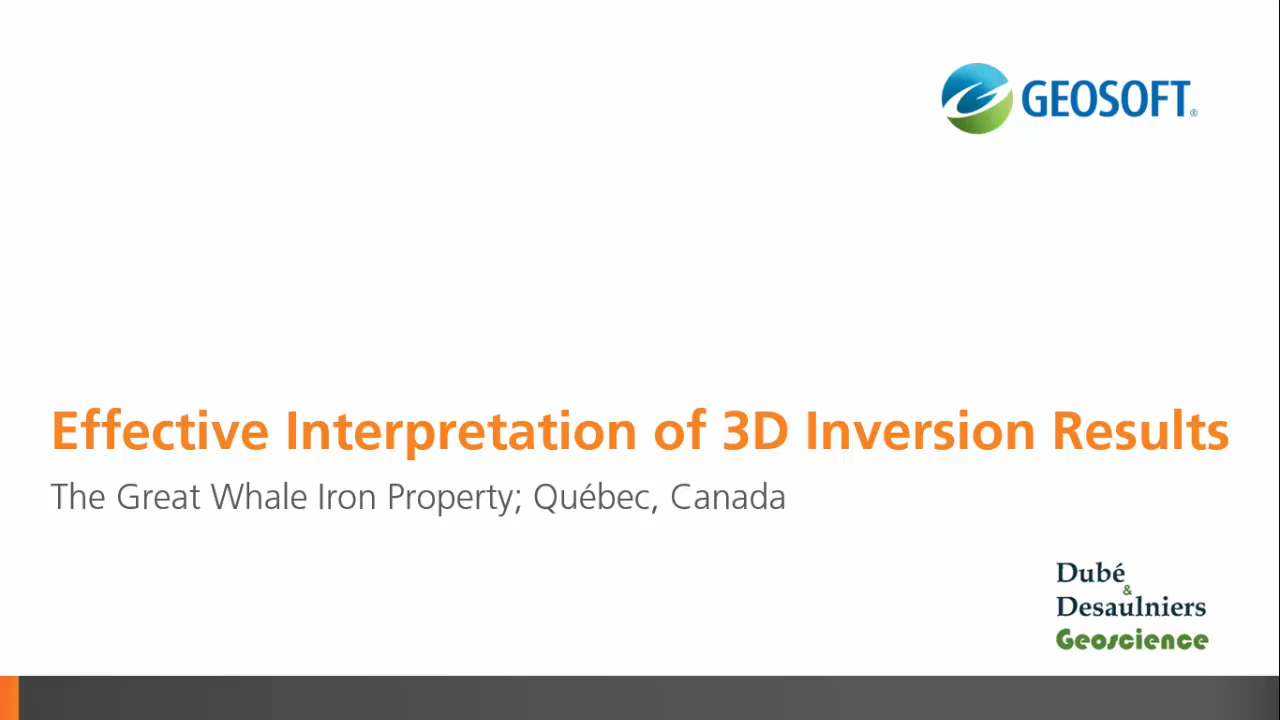 GEOSOFT®
Effective Interpretation of 3D Inversion Results
The Great Whale Iron Property; Québec, Canada
Dubé
&
Desaulniers
Geoscience